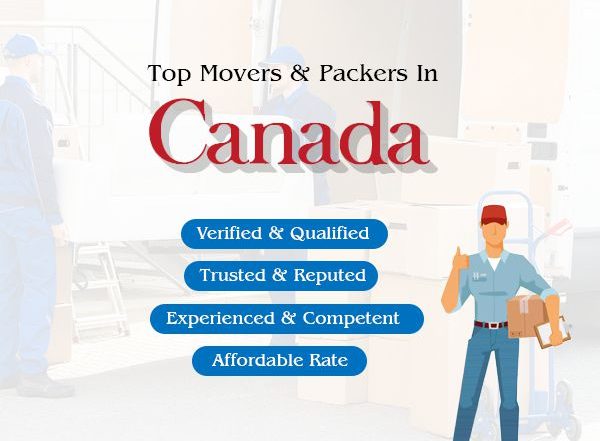 Top Movers & Packers In
Canada
Verified & Qualified
Trusted & Reputed
Experienced & Competent
Affordable Rate